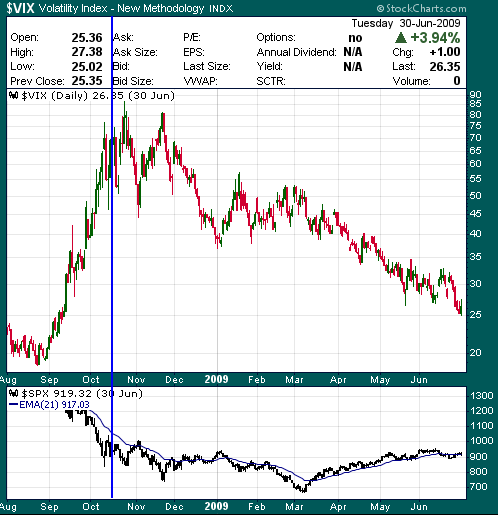 $VIX Volatility Index - New Methodology INDX © StockCharts.com
Tuesday 30-Jun-2009
Open: 25.36 Ask: P/E: Options: no ▲ +3.94%
High: 27.38 Ask Size: EPS: Annual Dividend: N/A Chg: +1.00
Low: 25.02 Bid: Last Size: Yield: N/A Last: 26.35
Prev Close: 25.35 Bid Size: VWAP: SCTR: Volume: 0
$VIX (Daily) 26.35 (30 Jun)
90
85
80
75
70
65
60
55
50
45
40
35
30
25
20
Aug Sep Oct Nov Dec 2009 Feb Mar Apr May Jun
$SPX 919.32 (30 Jun)
EMA(21) 917.03
1300
1200
1100
1000
900
800
700
Aug Sep Oct Nov Dec 2009 Feb Mar Apr May Jun